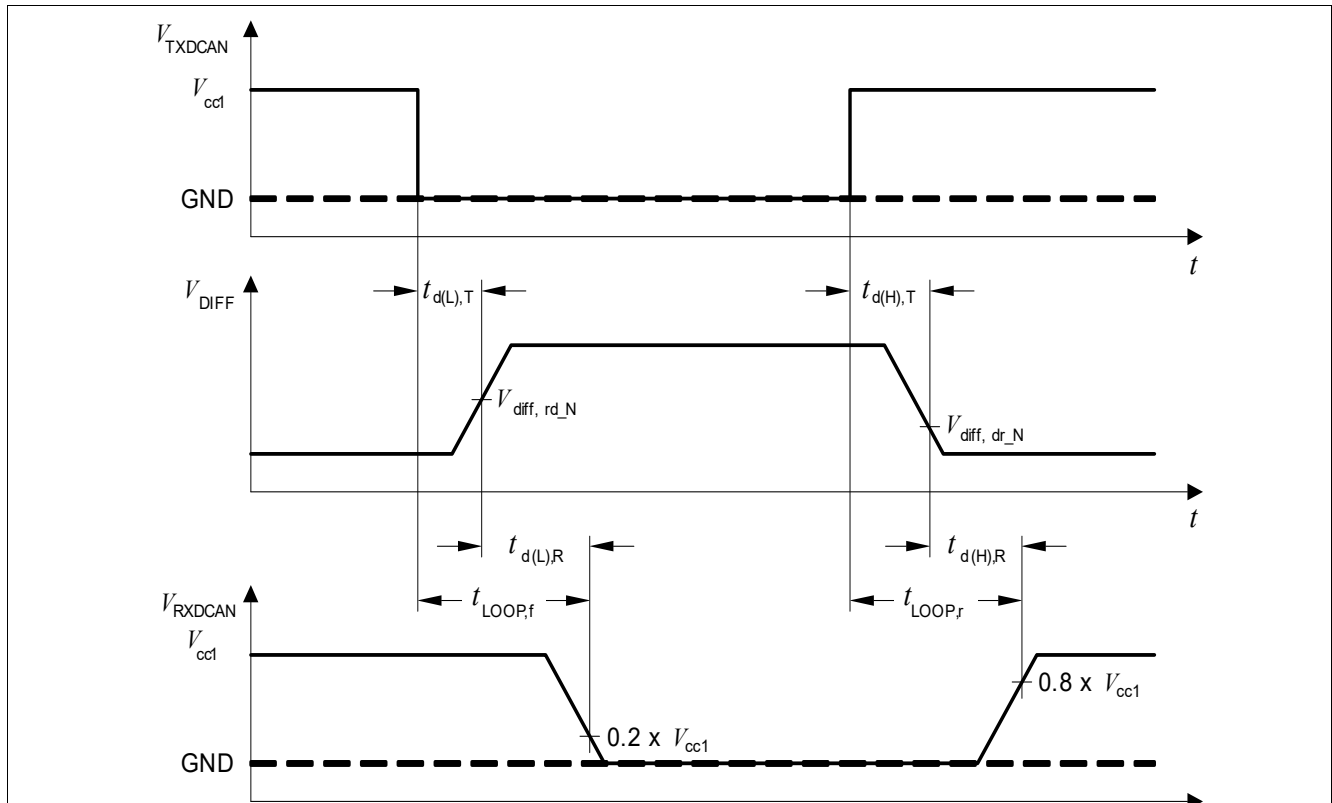 V_TXDCAN
V_cc1
GND
t
V_DIFF
t_d(L),T
t_d(H),T
V_diff, rd_N
V_diff, dr_N
t
t_d(L),R
t_d(H),R
V_RXDCAN
t_LOOP,f
t_LOOP,r
V_cc1
0.8 x V_cc1
0.2 x V_cc1
GND